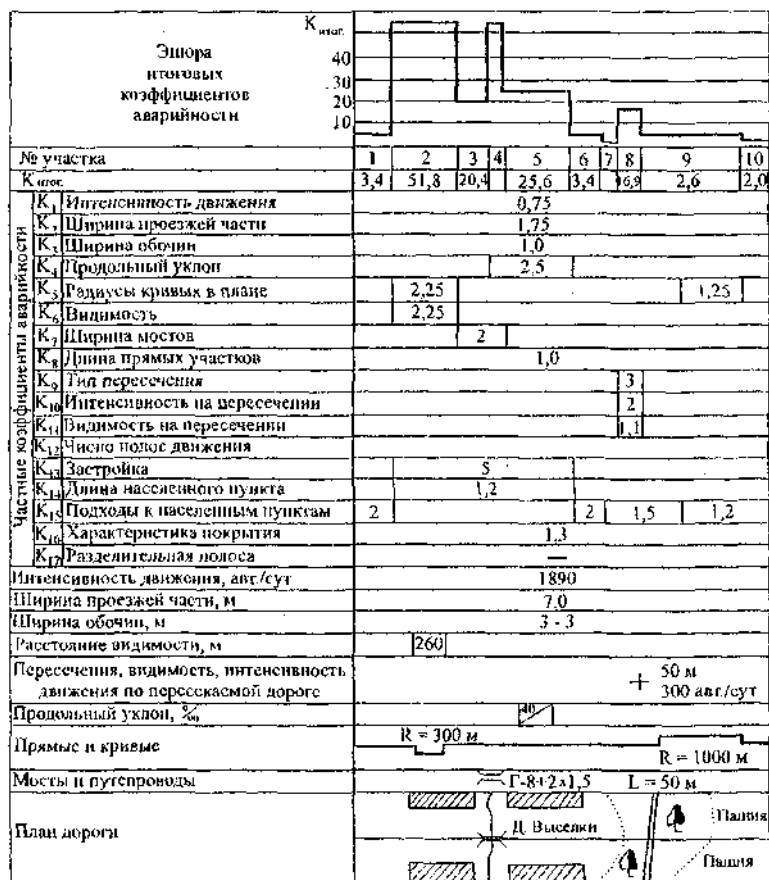 К итог.
Эпюра
итоговых
коэффициентов
аварийности
40
30
20
10
№ участка 1 2 3 4 5 6 7 8 9 10
К итог. 3,4 51,8 20,4 25,6 3,4 16,9 2,6 2,0
Частные коэффициенты аварийности
К1 Интенсивность движения 0,75
К2 Ширина проезжей части 1,75
К3 Ширина обочин 1,0
К4 Продольный уклон 2,5
К5 Радиусы кривых в плане 2,25 1,25
К6 Видимость 2,25
К7 Ширина мостов 2
К8 Длина прямых участков 1,0
К9 Тип пересечения 3
К10 Интенсивность на пересечении 2
К11 Видимость на пересечении 1,1
К12 Число полос движения
К13 Застройка 5
К14 Длина населенного пункта 1,2
К15 Подходы к населенным пунктам 2 2 1,5 1,2
К16 Характеристика покрытия 1,3
К17 Разделительная полоса —
Интенсивность движения, авт./сут 1890
Ширина проезжей части, м 7.0
Ширина обочин, м 3 - 3
Расстояние видимости, м 260
Пересечения, видимость, интенсивность
движения по пересекаемой дороге
50 м
300 авт./сут
Продольный уклон, ‰ 40
Прямые и кривые R = 300 м
R = 1000 м
Мосты и путепроводы Г-8+2х1,5 L = 50 м
План дороги
Д. Выселки
Пашня
Пашня